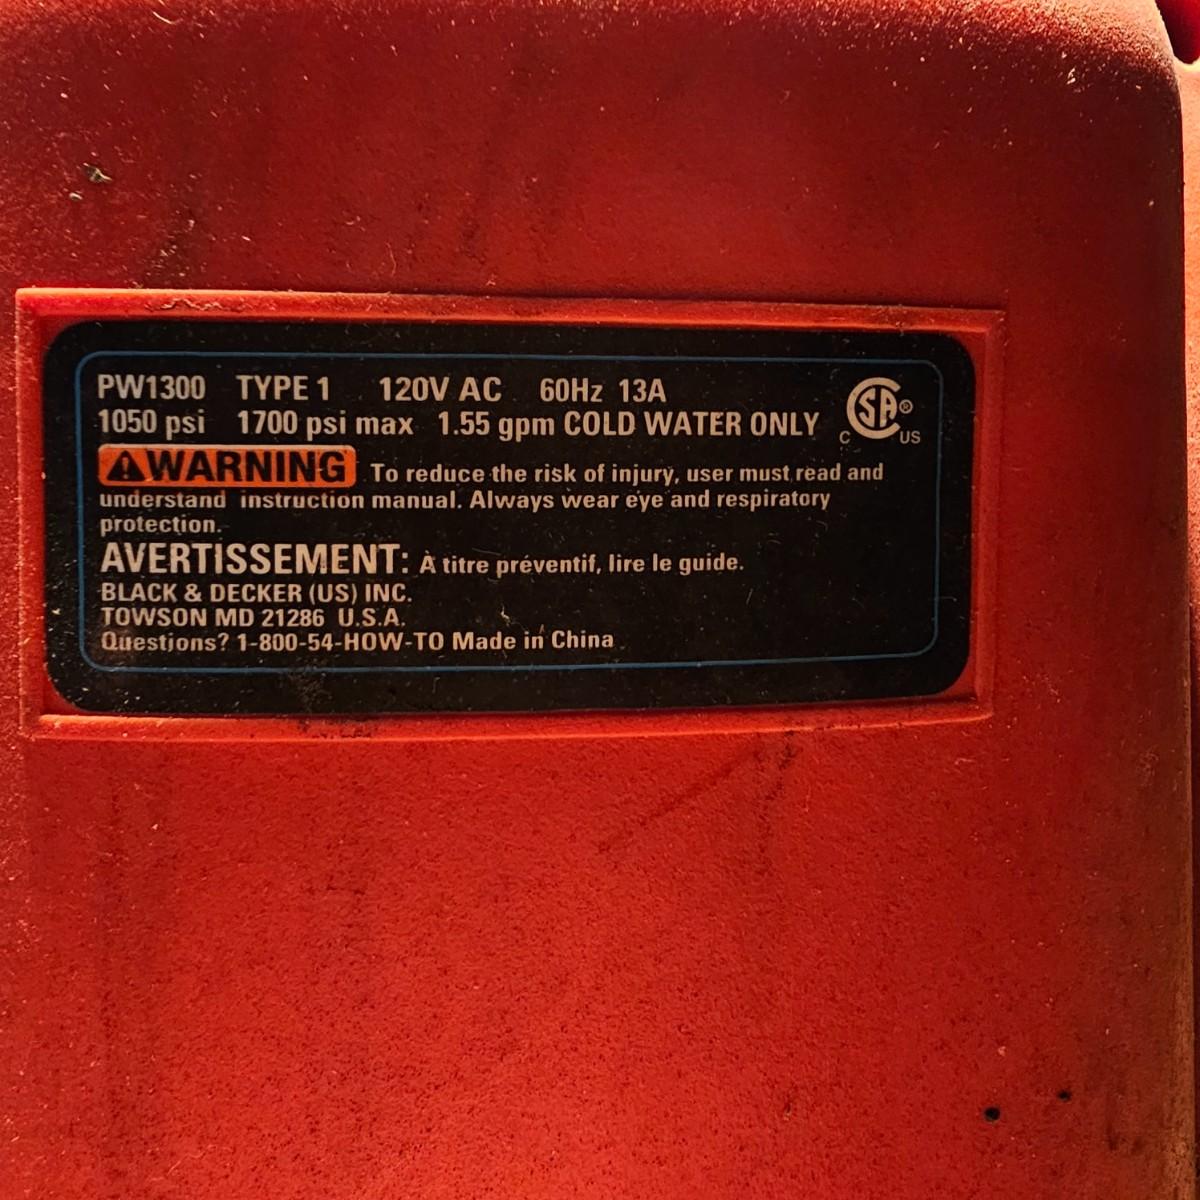 PW1300 TYPE 1 120V AC 60Hz 13A
1050 psi 1700 psi max 1.55 gpm COLD WATER ONLY
C SA® US
WARNING To reduce the risk of injury, user must read and
understand instruction manual. Always wear eye and respiratory
protection.
AVERTISSEMENT: À titre préventif, lire le guide.
BLACK & DECKER (US) INC.
TOWSON MD 21286 U.S.A.
Questions? 1-800-54-HOW-TO Made in China